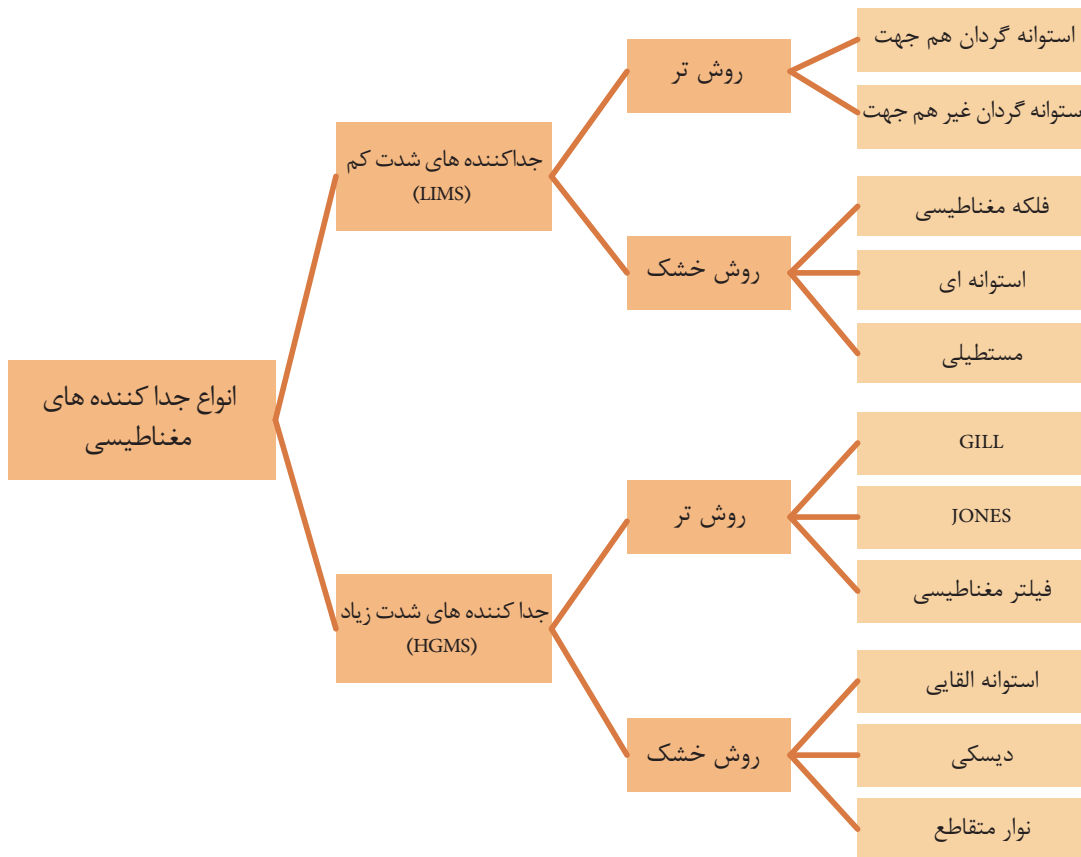 انواع جدا کننده های
مغناطیسی
جداکننده های شدت کم
(LIMS)
روش تر
استوانه گردان هم جهت
ستوانه گردان غیر هم جهت
روش خشک
فلکه مغناطیسی
استوانه ای
مستطیلی
جدا کننده های شدت زیاد
(HGMS)
روش تر
GILL
JONES
فیلتر مغناطیسی
روش خشک
استوانه القایی
دیسکی
نوار متقاطع